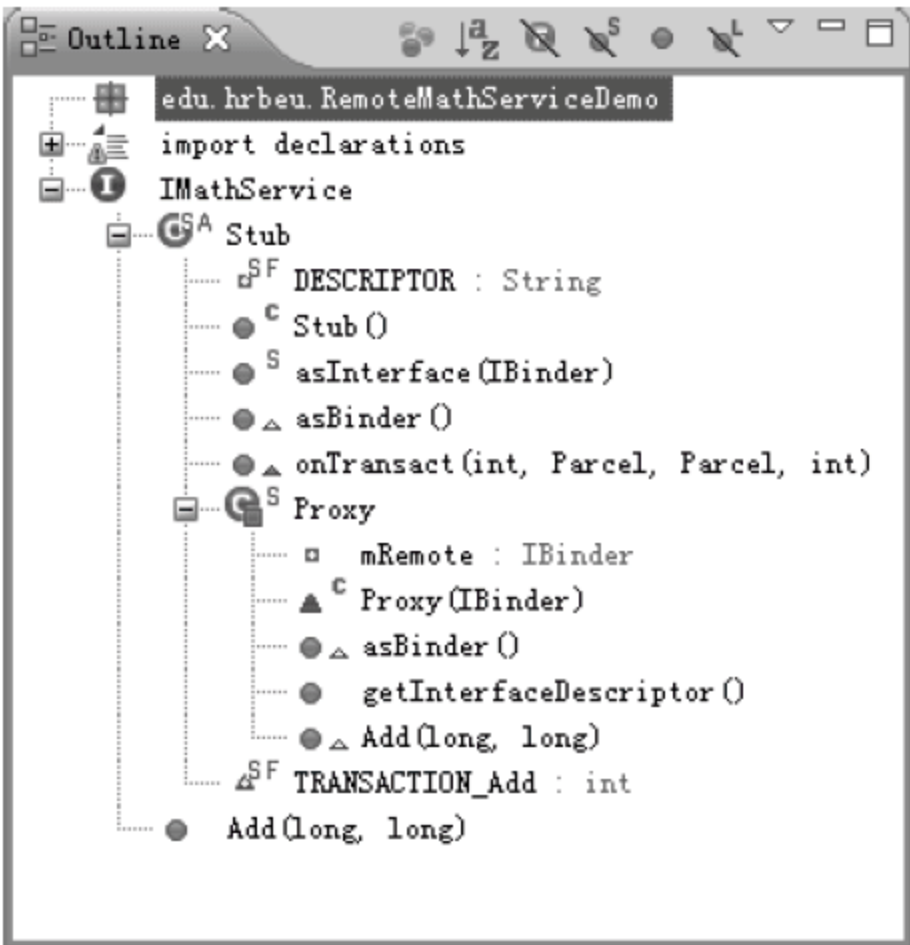 Outline
edu.hrbeu.RemoteMathServiceDemo
import declarations
IMathService
Stub
DESCRIPTOR : String
Stub()
asInterface(IBinder)
asBinder()
onTransact(int, Parcel, Parcel, int)
Proxy
mRemote : IBinder
Proxy(IBinder)
asBinder()
getInterfaceDescriptor()
Add(long, long)
TRANSACTION_Add : int
Add(long, long)